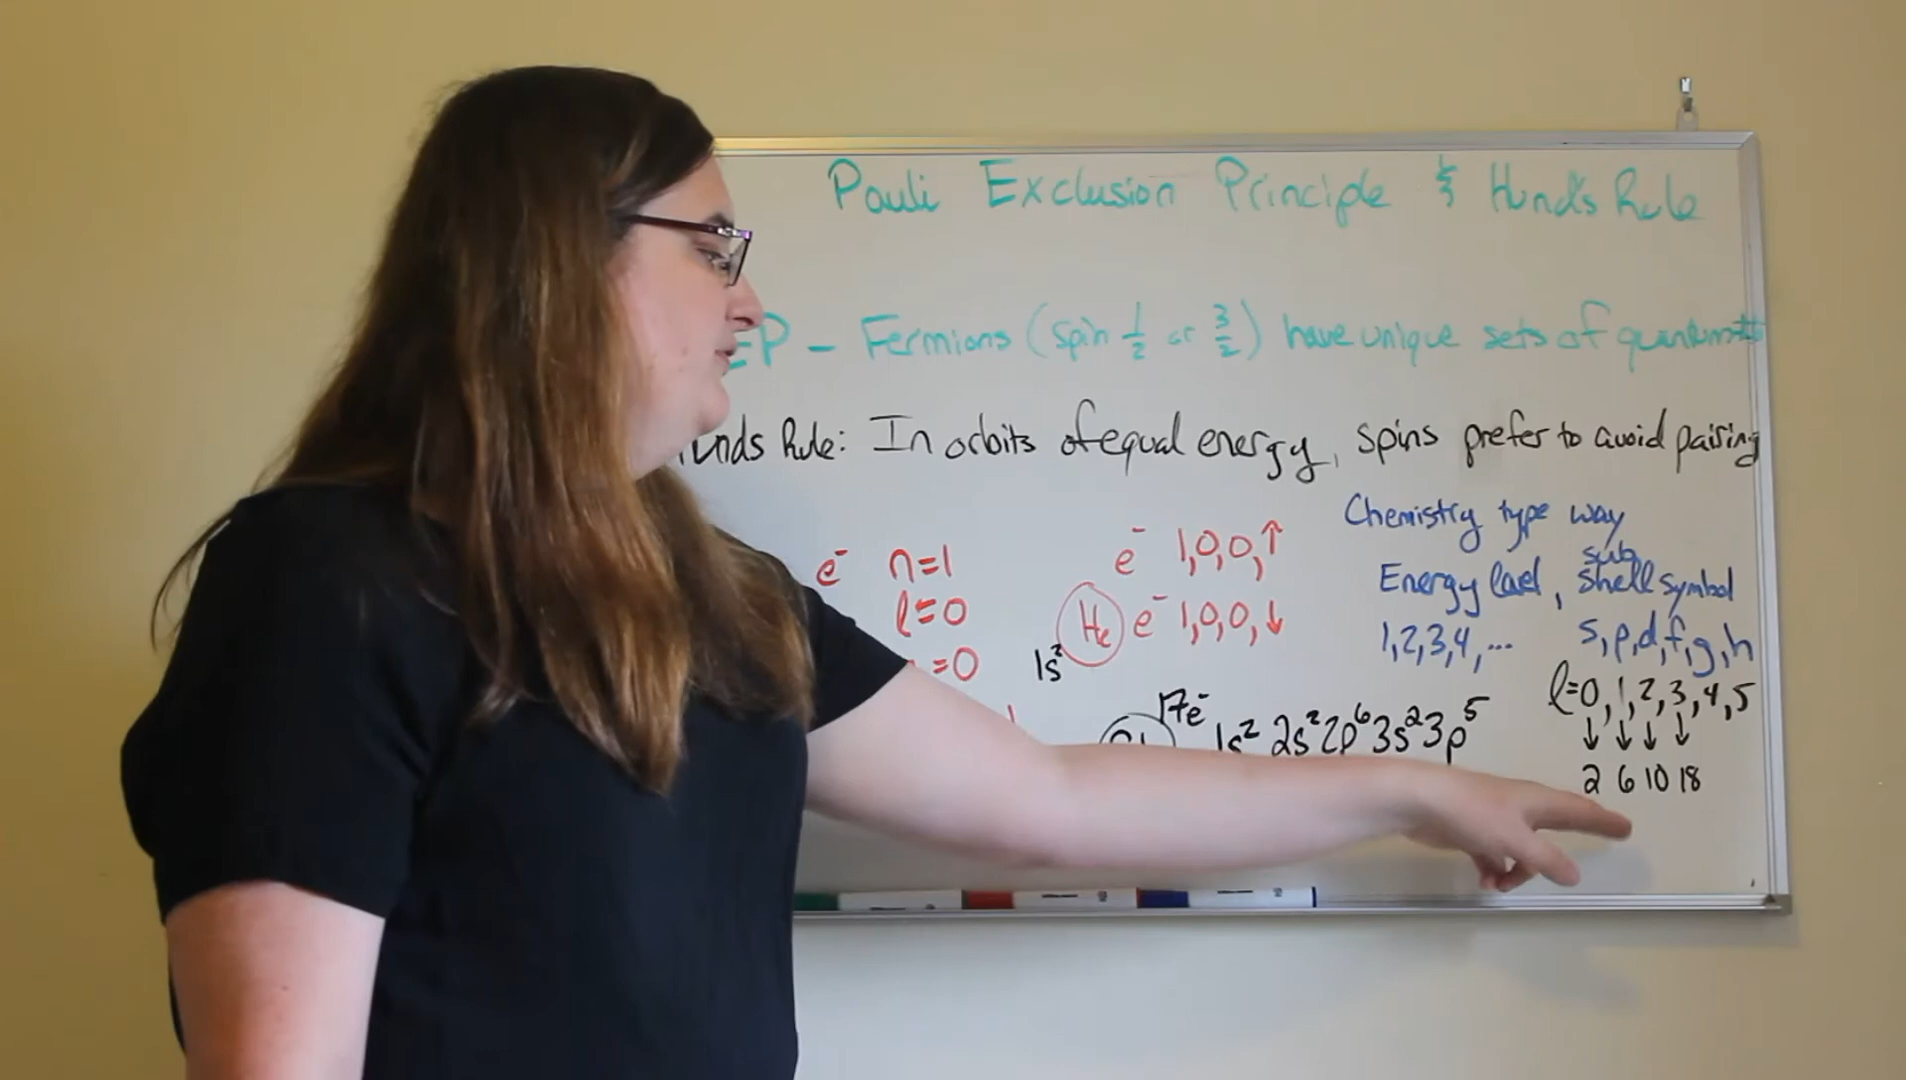 Pauli Exclusion Principle & Hund's Rule
EP – Fermions (spin 1/2 or 3/2) have unique sets of quantum #s
unds Rule: In orbits of equal energy, spins prefer to avoid pairing
e⁻ n=1
l=0
=0
e⁻ 1,0,0,↑
He e⁻ 1,0,0,↓
1s²
17e⁻
1s² 2s² 2p⁶ 3s² 3p⁵
Chemistry type way
Energy level, sub shell symbol
1,2,3,4,... s,p,d,f,g,h
l=0,1,2,3,4,5
↓ ↓ ↓ ↓
2 6 10 18